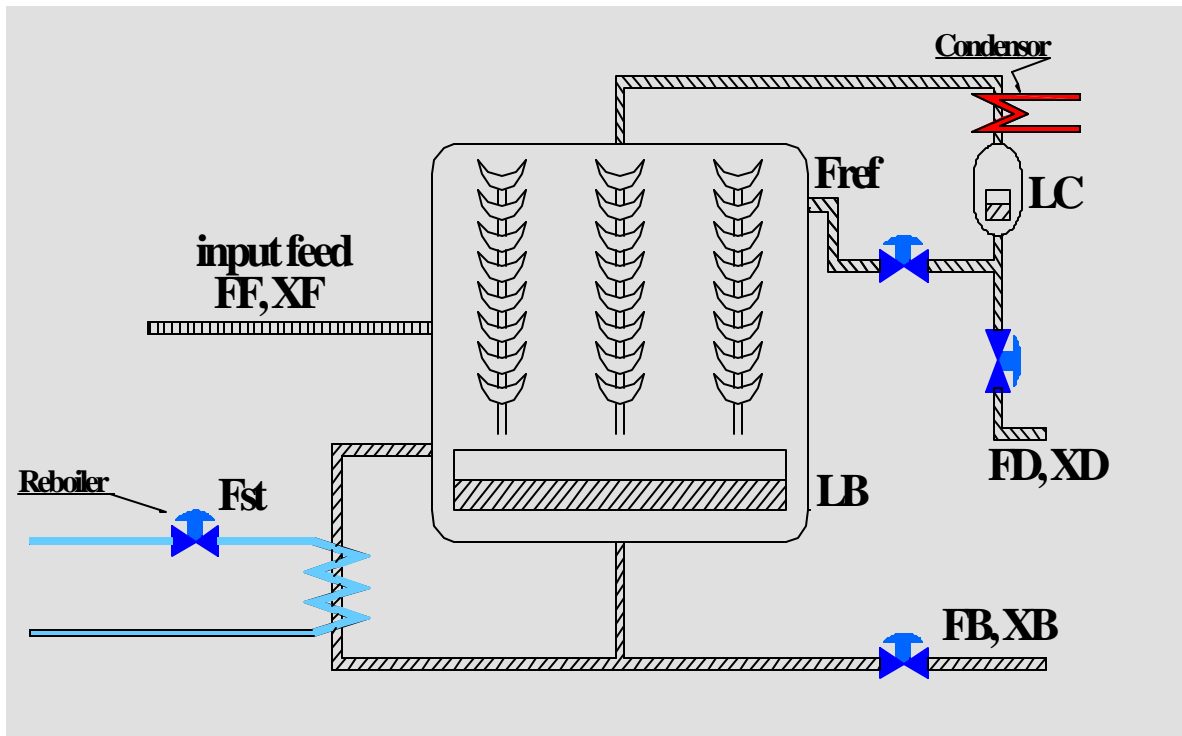 Condensor
Fref
LC
input feed
FF, XF
FD, XD
Reboiler
Fst
LB
FB, XB